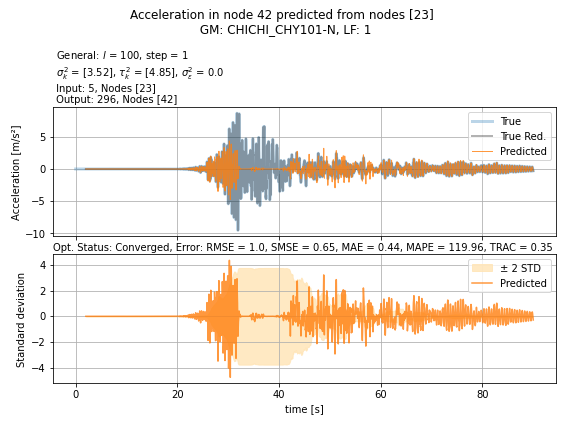 Acceleration in node 42 predicted from nodes [23]
GM: CHICHI_CHY101-N, LF: 1
General: l = 100, step = 1
σ²ₖ = [3.52], τ²ₖ = [4.85], σ²ε = 0.0
Input: 5, Nodes [23]
Output: 296, Nodes [42]
Acceleration [m/s²]
5
0
−5
−10
True
True Red.
Predicted
Opt. Status: Converged, Error: RMSE = 1.0, SMSE = 0.65, MAE = 0.44, MAPE = 119.96, TRAC = 0.35
Standard deviation
4
2
0
−2
−4
± 2 STD
Predicted
0 20 40 60 80
time [s]